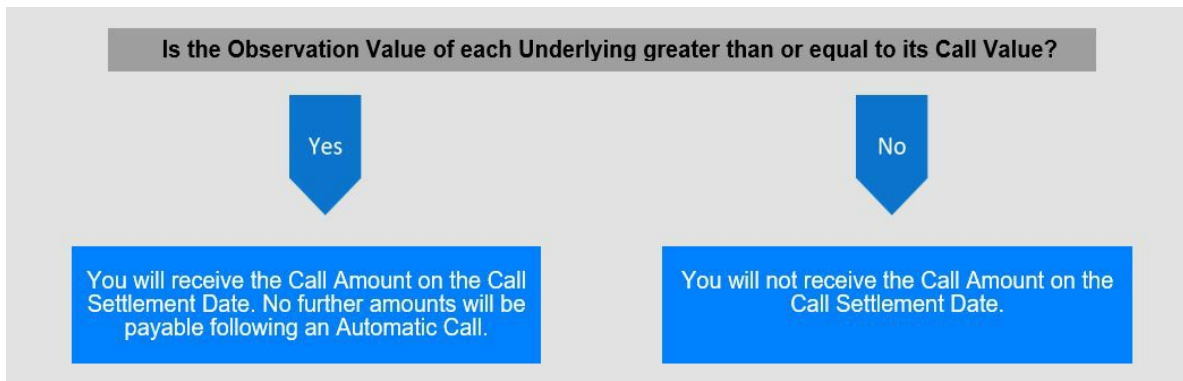 Is the Observation Value of each Underlying greater than or equal to its Call Value?
Yes
No
You will receive the Call Amount on the Call
Settlement Date. No further amounts will be
payable following an Automatic Call.
You will not receive the Call Amount on the
Call Settlement Date.